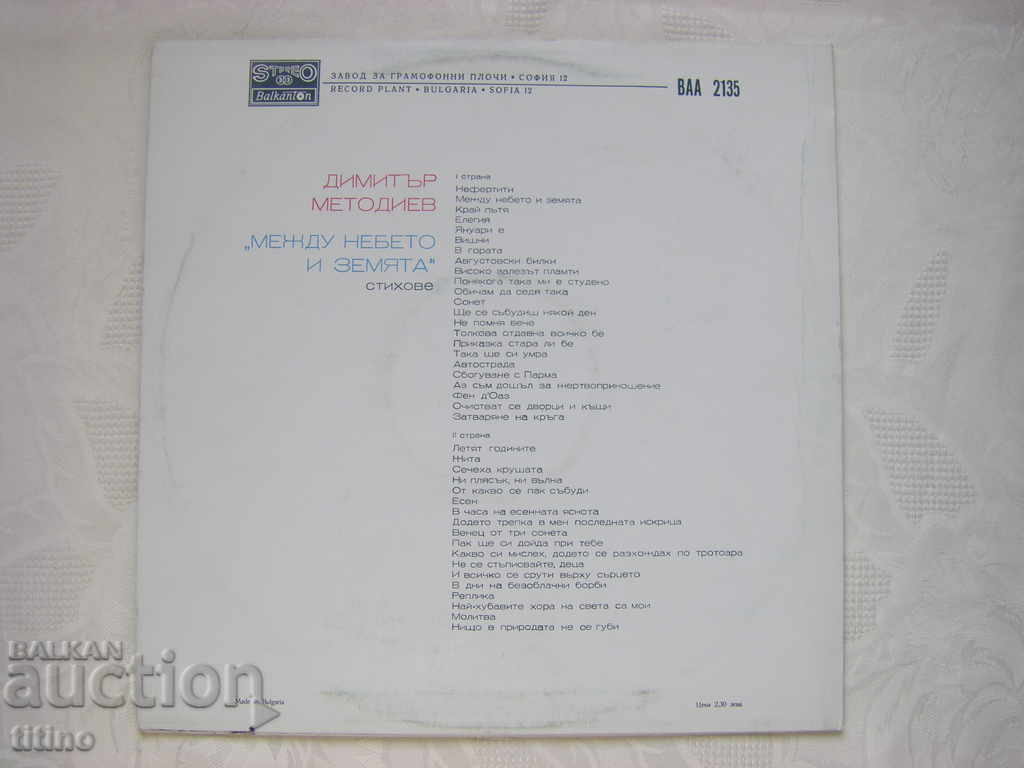 STEREO
Balkanton
ЗАВОД ЗА ГРАМОФОННИ ПЛОЧИ • СОФИЯ 12
RECORD PLANT • BULGARIA • SOFIA 12
ВАА 2135
ДИМИТЪР
МЕТОДИЕВ
„МЕЖДУ НЕБЕТО
И ЗЕМЯТА"
СТИХОВЕ
I страна
Нефертити
Между небето и земята
Край пътя
Елегия
Януари е
Вишни
В гората
Августовски билки
Високо залезът пламти
Понякога така ми е студено
Обичам да седя така
Сонет
Ще се събудиш някой ден
Не помня вече
Толкова отдавна всичко бе
Приказка стара ли бе
Така ще си умра
Автострада
Сбогуване с Парма
Аз съм дошъл за жертвоприношение
Фен д'Оаз
Очистват се дворци и къщи
Затваряне на кръга
II страна
Летят годините
Жита
Сечеха крушата
Ни плясък, ни вълна
От какво се пак събуди
Есен
В часа на есенната яснота
Додето трепка в мен последната искрица
Венец от три сонета
Пак ще си дойда при тебе
Какво си мислех, додето се разхождах по тротоара
Не се стъписвайте, деца
И всичко се срути върху сърцето
В дни на безоблачни борби
Реплика
Най-хубавите хора на света са мои
Молитва
Нищо в природата не се губи
Made in Bulgaria
Цена 2,30 лева
BALKAN
auction
titino